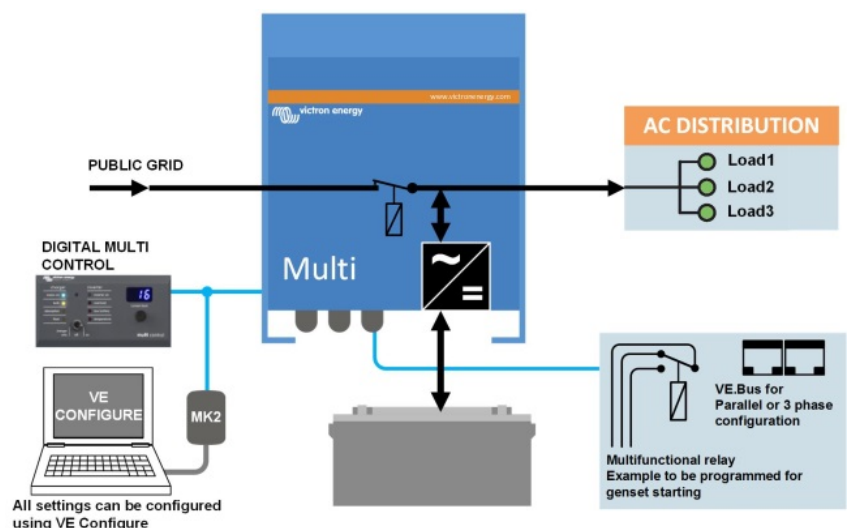 www.victronenergy.com
victron energy
AC DISTRIBUTION
Load1
Load2
Load3
PUBLIC GRID
DIGITAL MULTI
CONTROL
Multi
16
multi control
VE
CONFIGURE
MK2
All settings can be configured
using VE Configure
VE.Bus for
Parallel or 3 phase
configuration
Multifunctional relay
Example to be programmed for
genset starting